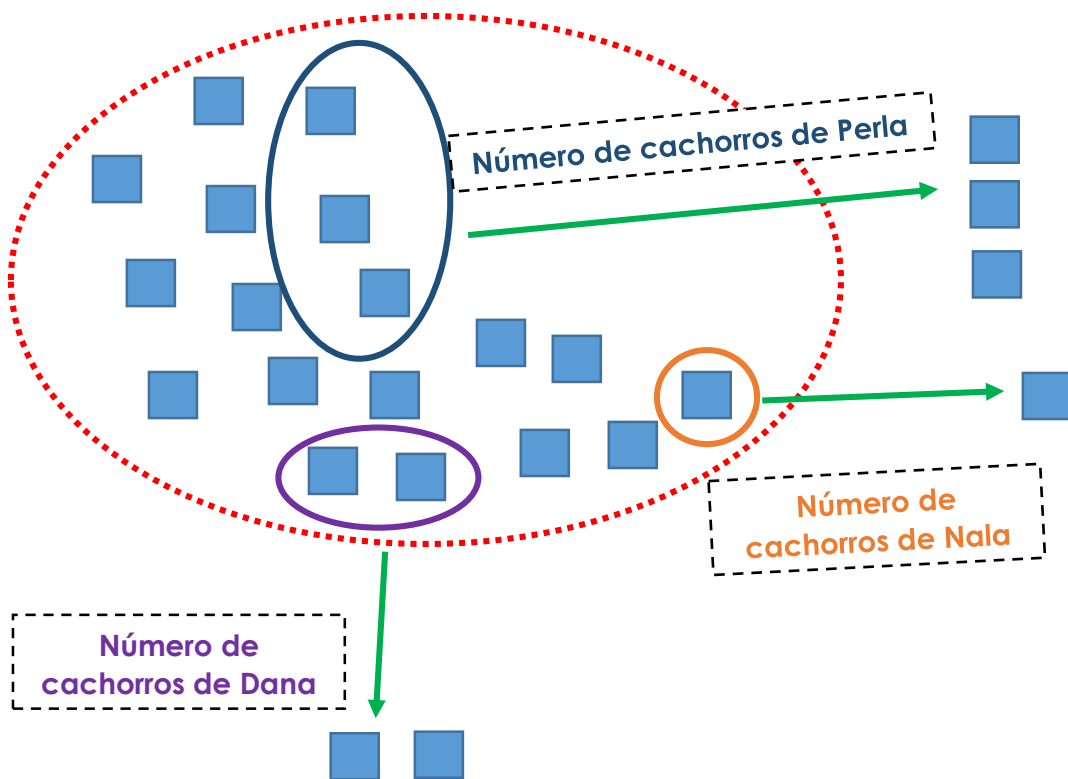 Número de cachorros de Perla
Número de
cachorros de Nala
Número de
cachorros de Dana